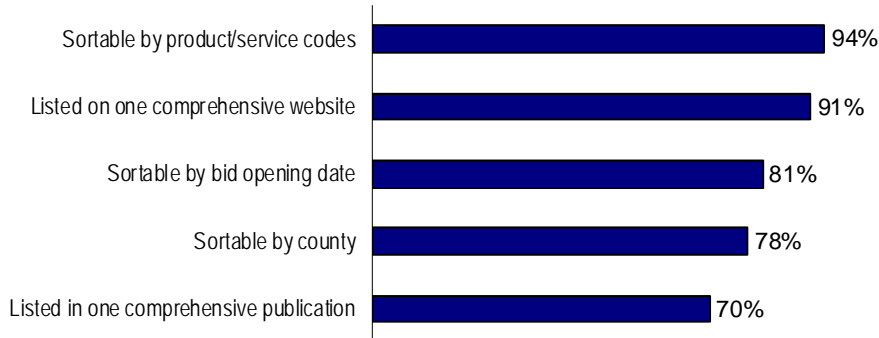 Sortable by product/service codes 94%
Listed on one comprehensive website 91%
Sortable by bid opening date 81%
Sortable by county 78%
Listed in one comprehensive publication 70%